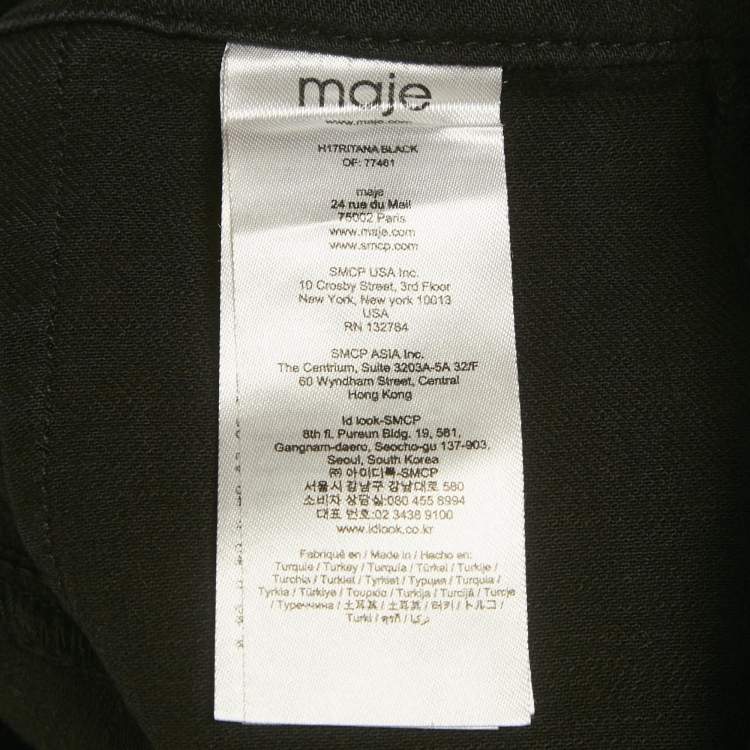 maje
www.maje.com
H17RITANA BLACK
OF: 77461
maje
24 rue du Mail
75002 Paris
www.maje.com
www.smcp.com
SMCP USA Inc.
10 Crosby Street, 3rd Floor
New York, New york 10013
USA
RN 132784
SMCP ASIA Inc.
The Centrium, Suite 3203A-5A 32/F
60 Wyndham Street, Central
Hong Kong
Id look-SMCP
8th fl. Pureun Bldg. 19, 581,
Gangnam-daero, Seocho-gu 137-903,
Seoul, South Korea
㈜ 아이디룩-SMCP
서울시 강남구 강남대로 580
소비자 상담실:080 455 8994
대표 번호:02 3438 9100
www.idlook.co.kr
Fabriqué en / Made in / Hecho en:
Turquie / Turkey / Turquía / Türkei / Turkije /
Turchia / Turkiet / Tyrkiet / Турция / Turquia /
Tyrkia / Türkiye / Τουρκία / Turkija / Turcijā / Turcja
/ Туреччина / 土耳其 / 土耳其 / 터키 / トルコ /
Turki / ตุรกี / تركيا